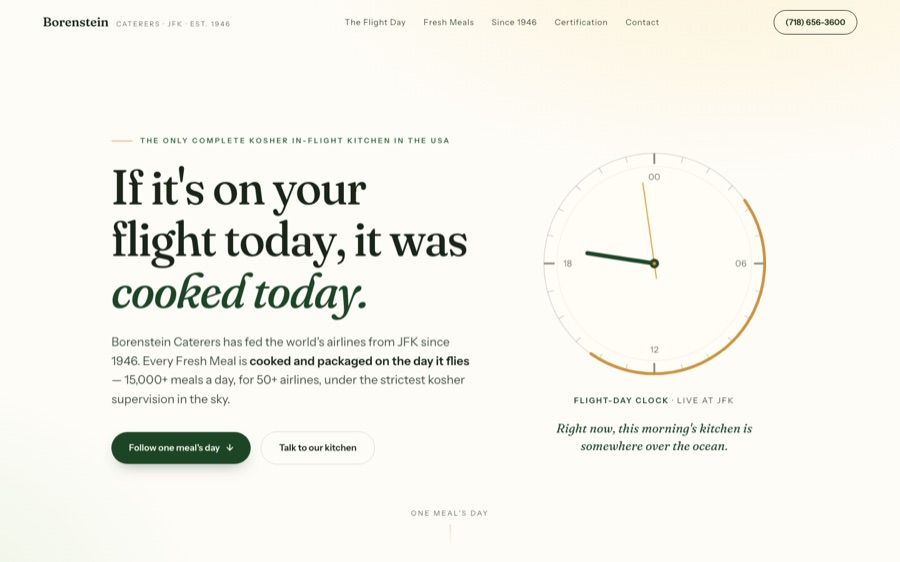 Borenstein CATERERS · JFK · EST. 1946
The Flight Day Fresh Meals Since 1946 Certification Contact
(718) 656-3600
THE ONLY COMPLETE KOSHER IN-FLIGHT KITCHEN IN THE USA
If it's on your
flight today, it was
cooked today.
Borenstein Caterers has fed the world's airlines from JFK since
1946. Every Fresh Meal is cooked and packaged on the day it flies
— 15,000+ meals a day, for 50+ airlines, under the strictest kosher
supervision in the sky.
Follow one meal's day ↓
Talk to our kitchen
00
18
06
12
FLIGHT-DAY CLOCK · LIVE AT JFK
Right now, this morning's kitchen is
somewhere over the ocean.
ONE MEAL'S DAY